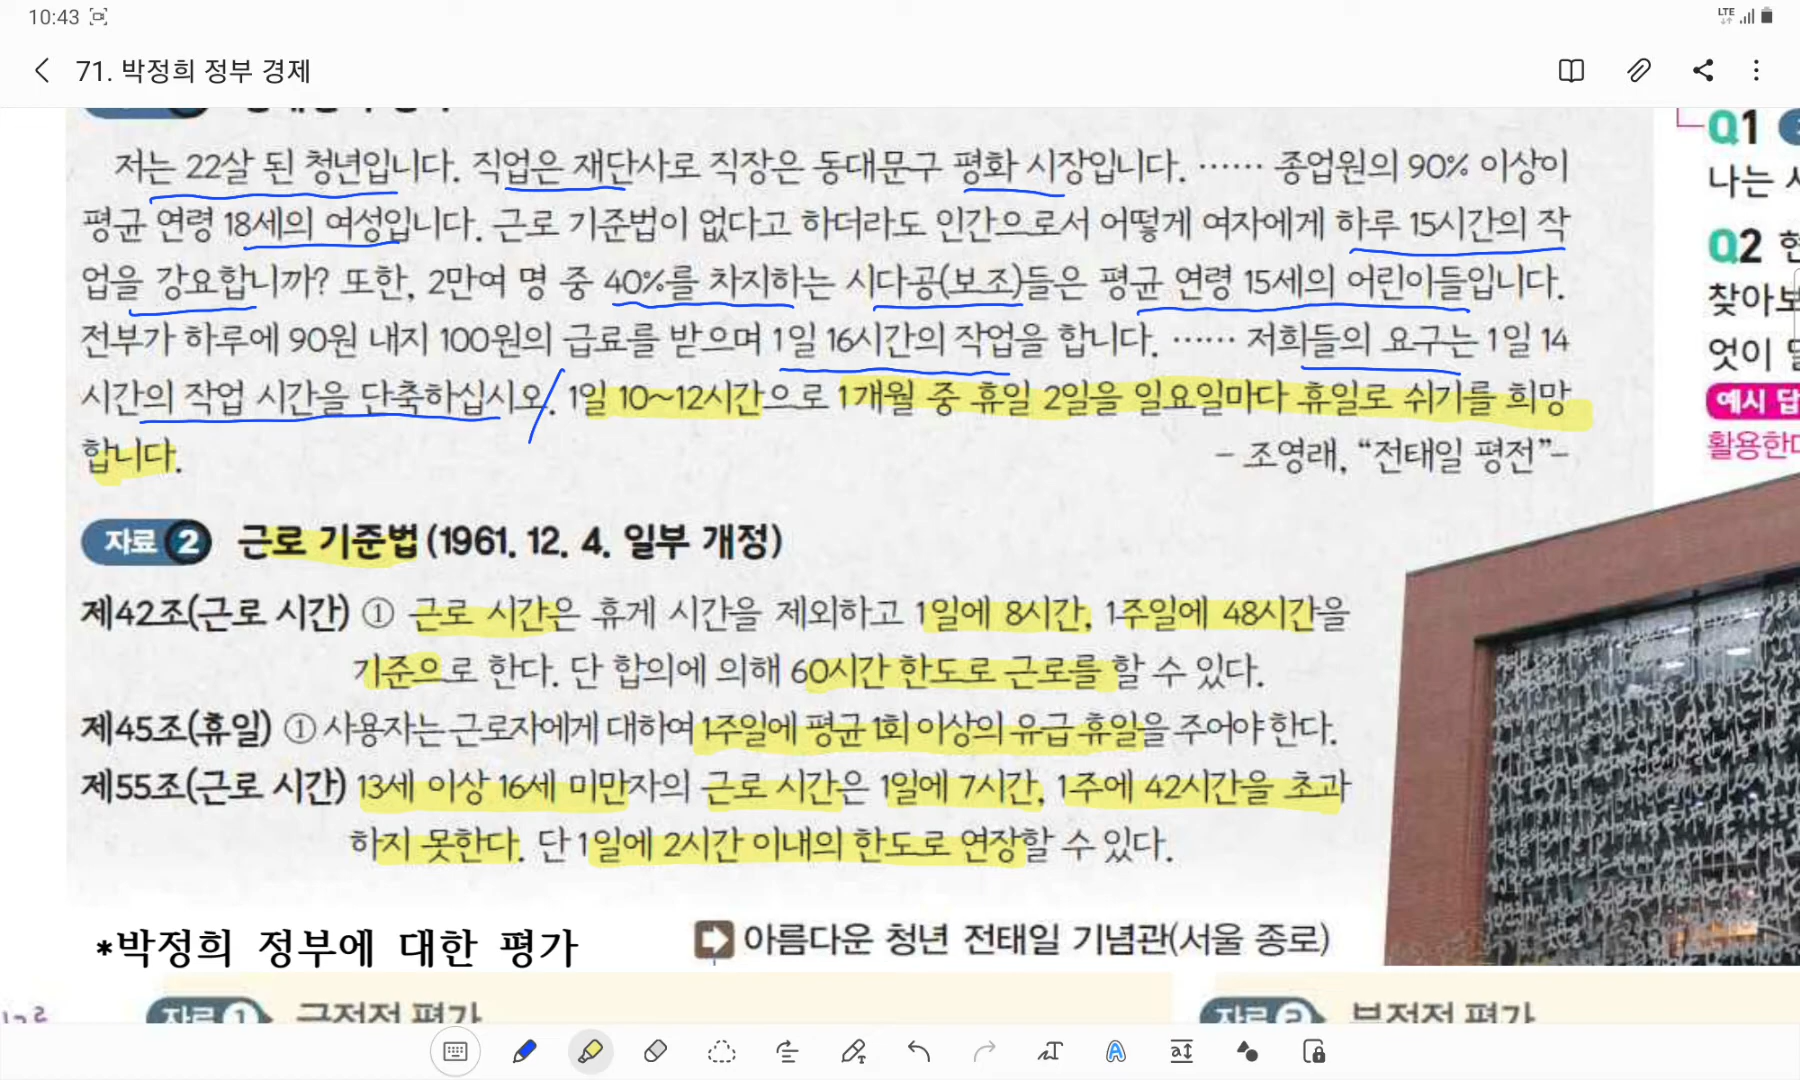 10:43
LTE
71. 박정희 정부 경제
저는 22살 된 청년입니다. 직업은 재단사로 직장은 동대문구 평화 시장입니다. …… 종업원의 90% 이상이
평균 연령 18세의 여성입니다. 근로 기준법이 없다고 하더라도 인간으로서 어떻게 여자에게 하루 15시간의 작
업을 강요합니까? 또한, 2만여 명 중 40%를 차지하는 시다공(보조)들은 평균 연령 15세의 어린아들입니다.
전부가 하루에 90원 내지 100원의 급료를 받으며 1일 16시간의 작업을 합니다. …… 저희들의 요구는 1일 14
시간의 작업 시간을 단축하십시오. 1일 10~12시간으로 1개월 중 휴일 2일을 일요일마다 휴일로 쉬기를 희망
합니다.
- 조영래, “전태일 평전”-
자료 2 근로 기준법(1961. 12. 4. 일부 개정)
제42조(근로 시간) ① 근로 시간은 휴게 시간을 제외하고 1일에 8시간, 1주일에 48시간을
기준으로 한다. 단 합의에 의해 60시간 한도로 근로를 할 수 있다.
제45조(휴일) ① 사용자는 근로자에게 대하여 1주일에 평균 1회 이상의 유급 휴일을 주어야 한다.
제55조(근로 시간) 13세 이상 16세 미만자의 근로 시간은 1일에 7시간, 1주에 42시간을 초과
하지 못한다. 단 1일에 2시간 이내의 한도로 연장할 수 있다.
Q1
나는
Q2
찾아보
엇이
예시 답
활용한다
*박정희 정부에 대한 평가
아름다운 청년 전태일 기념관(서울 종로)
자료 1 긍정적 평가
자료 2 부정적 평가